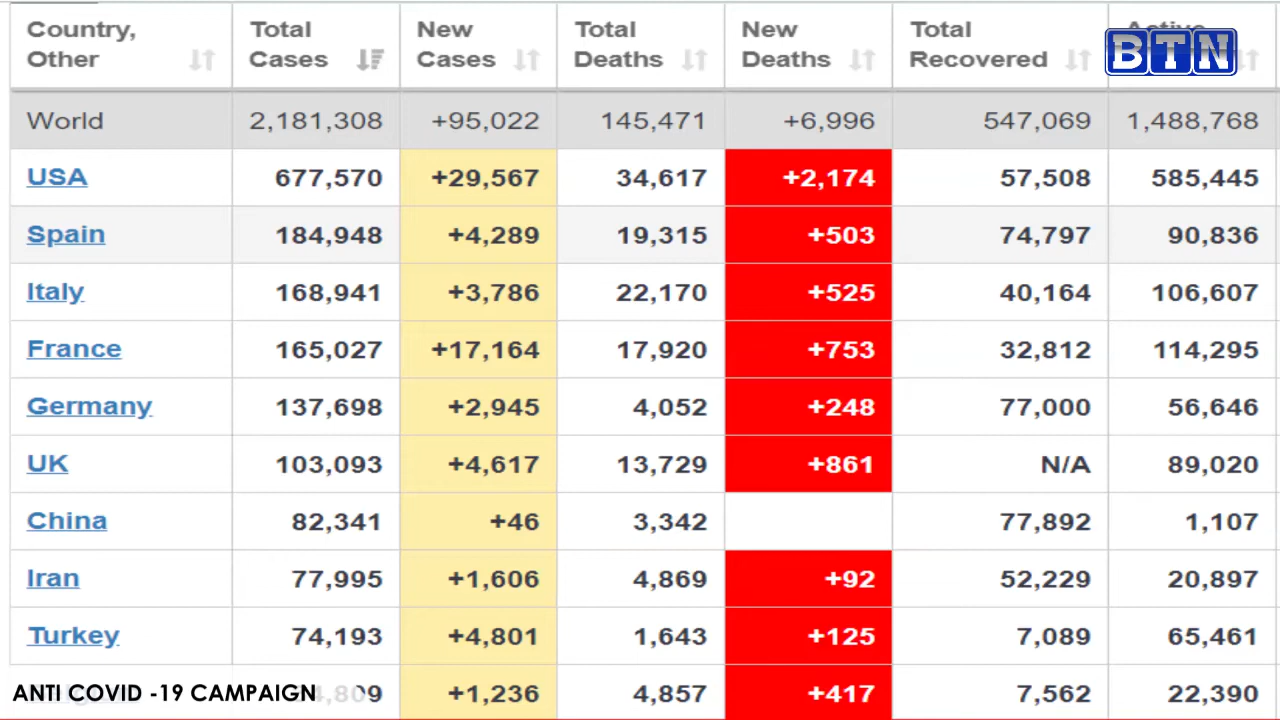 Country, Other Total Cases New Cases Total Deaths New Deaths Total Recovered Active
BTN
World 2,181,308 +95,022 145,471 +6,996 547,069 1,488,768
USA 677,570 +29,567 34,617 +2,174 57,508 585,445
Spain 184,948 +4,289 19,315 +503 74,797 90,836
Italy 168,941 +3,786 22,170 +525 40,164 106,607
France 165,027 +17,164 17,920 +753 32,812 114,295
Germany 137,698 +2,945 4,052 +248 77,000 56,646
UK 103,093 +4,617 13,729 +861 N/A 89,020
China 82,341 +46 3,342 77,892 1,107
Iran 77,995 +1,606 4,869 +92 52,229 20,897
Turkey 74,193 +4,801 1,643 +125 7,089 65,461
ANTI COVID -19 CAMPAIGN +1,236 4,857 +417 7,562 22,390